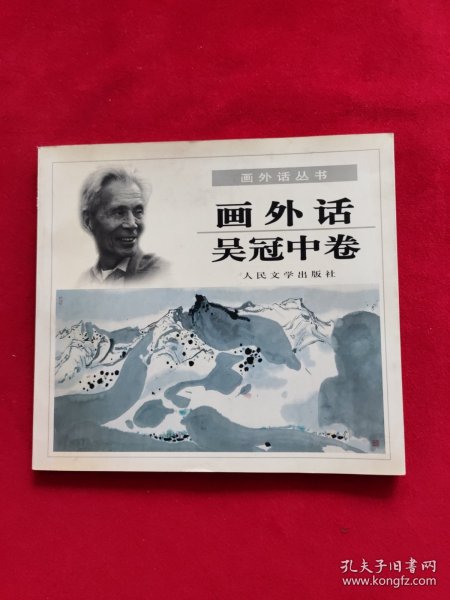 画外话丛书
画外话
吴冠中卷
人民文学出版社
孔夫子旧书网
www.kongfz.com